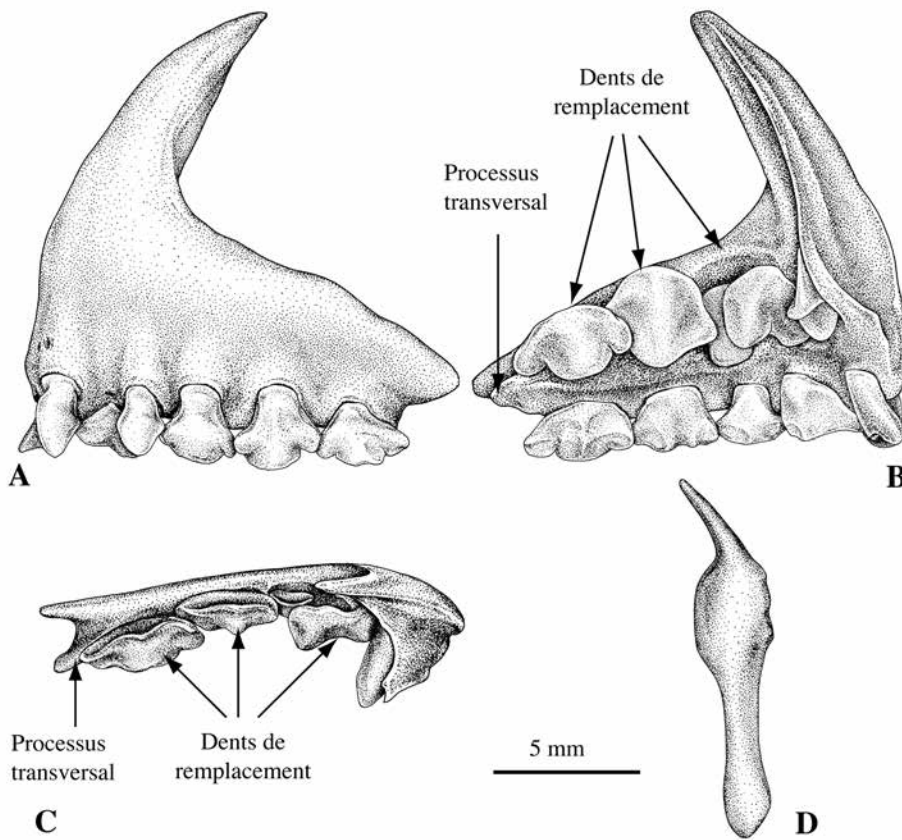 Dents de
remplacement
Processus
transversal
A
B
Processus
transversal
Dents de
remplacement
5 mm
C
D